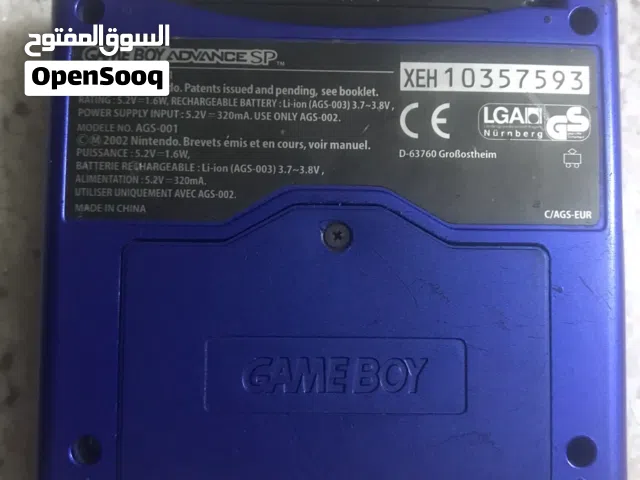 السوق المفتوح
OpenSooq
GAME BOY ADVANCE SP TM
Patents issued and pending, see booklet.
RATING : 5.2V⎓1.6W, RECHARGEABLE BATTERY : Li-ion (AGS-003) 3.7~3.8V ,
POWER SUPPLY INPUT : 5.2V⎓320mA. USE ONLY AGS-002.
MODELE NO. AGS-001
©Ⓜ 2002 Nintendo. Brevets émis et en cours, voir manuel.
PUISSANCE : 5.2V⎓1.6W,
BATTERIE RECHARGEABLE : Li-ion (AGS-003) 3.7~3.8V ,
ALIMENTATION : 5.2V⎓320mA.
UTILISER UNIQUEMENT AVEC AGS-002.
MADE IN CHINA
XEH10357593
CE
LGA
Nürnberg
GS
D-63760 Großostheim
C/AGS-EUR
GAME BOY